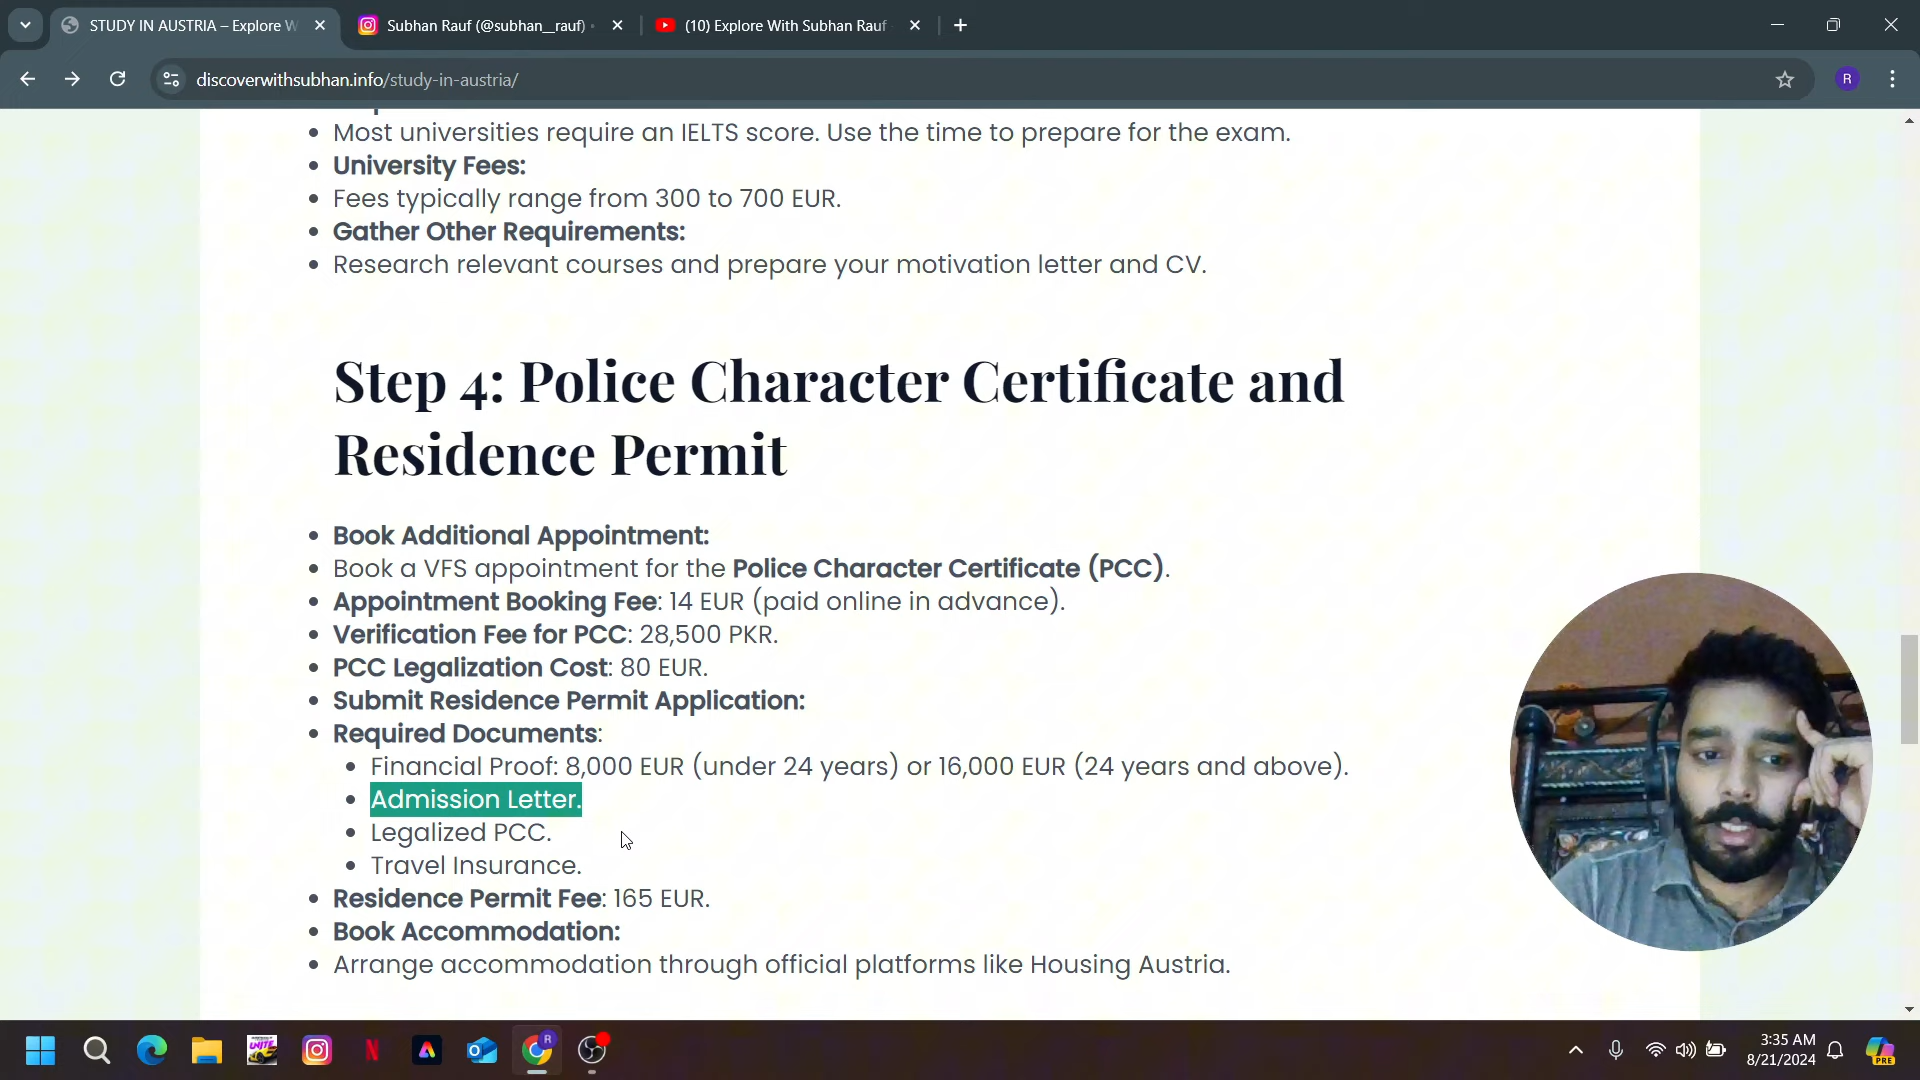 STUDY IN AUSTRIA – Explore W
Subhan Rauf (@subhan__rauf) •
(10) Explore With Subhan Rauf
discoverwithsubhan.info/study-in-austria/
R
Most universities require an IELTS score. Use the time to prepare for the exam.
University Fees:
Fees typically range from 300 to 700 EUR.
Gather Other Requirements:
Research relevant courses and prepare your motivation letter and CV.
Step 4: Police Character Certificate and
Residence Permit
Book Additional Appointment:
Book a VFS appointment for the Police Character Certificate (PCC).
Appointment Booking Fee: 14 EUR (paid online in advance).
Verification Fee for PCC: 28,500 PKR.
PCC Legalization Cost: 80 EUR.
Submit Residence Permit Application:
Required Documents:
Financial Proof: 8,000 EUR (under 24 years) or 16,000 EUR (24 years and above).
Admission Letter.
Legalized PCC.
Travel Insurance.
Residence Permit Fee: 165 EUR.
Book Accommodation:
Arrange accommodation through official platforms like Housing Austria.
UNITE
N
R
3:35 AM
8/21/2024
PRE